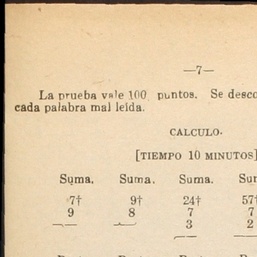 —7—
La prueba vale 100 puntos. Se desco
cada palabra mal leida.
CALCULO.
[TIEMPO 10 MINUTOS]
Suma. Suma. Suma. Sum
7† 9† 24† 57†
9 8 7 7
3 2